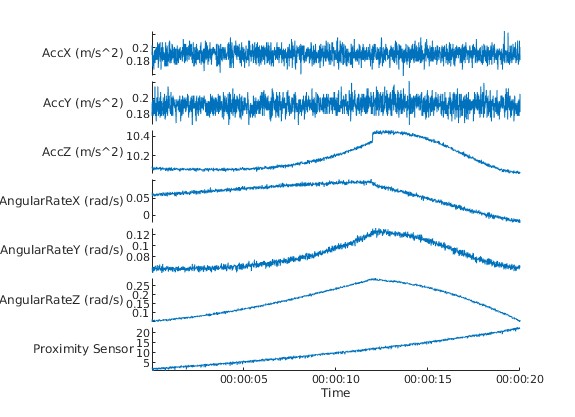 AccX (m/s^2) 0.2
0.18
AccY (m/s^2) 0.2
0.18
AccZ (m/s^2) 10.4
10.2
AngularRateX (rad/s) 0.05
0
AngularRateY (rad/s) 0.12
0.1
0.08
AngularRateZ (rad/s) 0.25
0.2
0.15
0.1
Proximity Sensor 20
15
10
5
00:00:05 00:00:10 00:00:15 00:00:20
Time